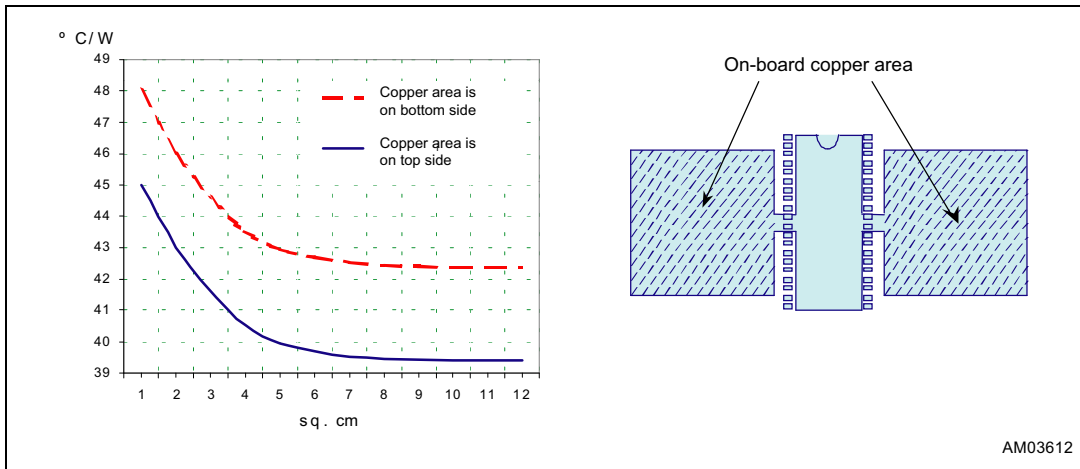 º C/W
49
48
47
46
45
44
43
42
41
40
39
1 2 3 4 5 6 7 8 9 10 11 12
sq. cm
Copper area is
on bottom side
Copper area is
on top side
On-board copper area
AM03612